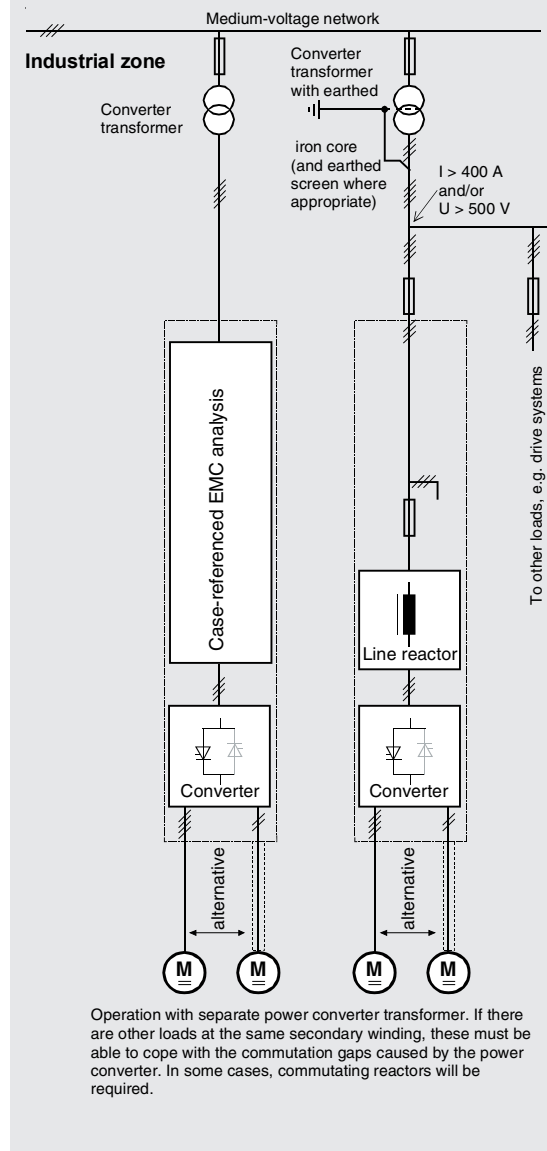 Medium-voltage network
Industrial zone
Converter
transformer
Converter
transformer
with earthed
iron core
(and earthed
screen where
appropriate)
I > 400 A
and/or
U > 500 V
To other loads, e.g. drive systems
Case-referenced EMC analysis
Line reactor
Converter
Converter
alternative
alternative
M
M
M
M
Operation with separate power converter transformer. If there
are other loads at the same secondary winding, these must be
able to cope with the commutation gaps caused by the power
converter. In some cases, commutating reactors will be
required.